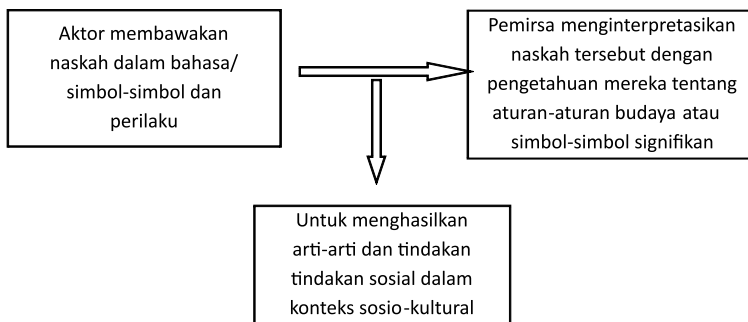 Aktor membawakan
naskah dalam bahasa/
simbol-simbol dan
perilaku
Pemirsa menginterpretasikan
naskah tersebut dengan
pengetahuan mereka tentang
aturan-aturan budaya atau
simbol-simbol signifikan
Untuk menghasilkan
arti-arti dan tindakan
tindakan sosial dalam
konteks sosio-kultural